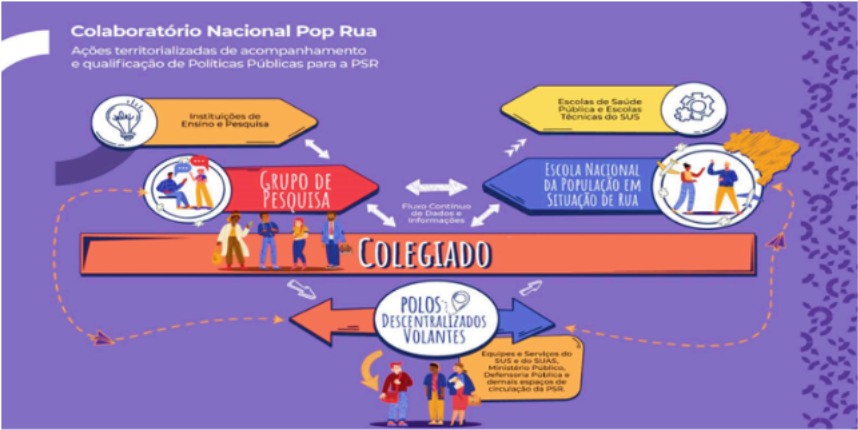 Colaboratório Nacional Pop Rua
Ações territorializadas de acompanhamento
e qualificação de Políticas Públicas para a PSR
Instituições de
Ensino e Pesquisa
Escolas de Saúde
Pública e Escolas
Técnicas do SUS
GRUPO DE
PESQUISA
Fluxo Contínuo
de Dados e
Informações
ESCOLA NACIONAL
DA POPULAÇÃO EM
SITUAÇÃO DE RUA
COLEGIADO
POLOS
DESCENTRALIZADOS
VOLANTES
Equipes e Serviços do
SUS e do SUAS,
Ministério Público,
Defensoria Pública e
demais espaços de
circulação da PSR.